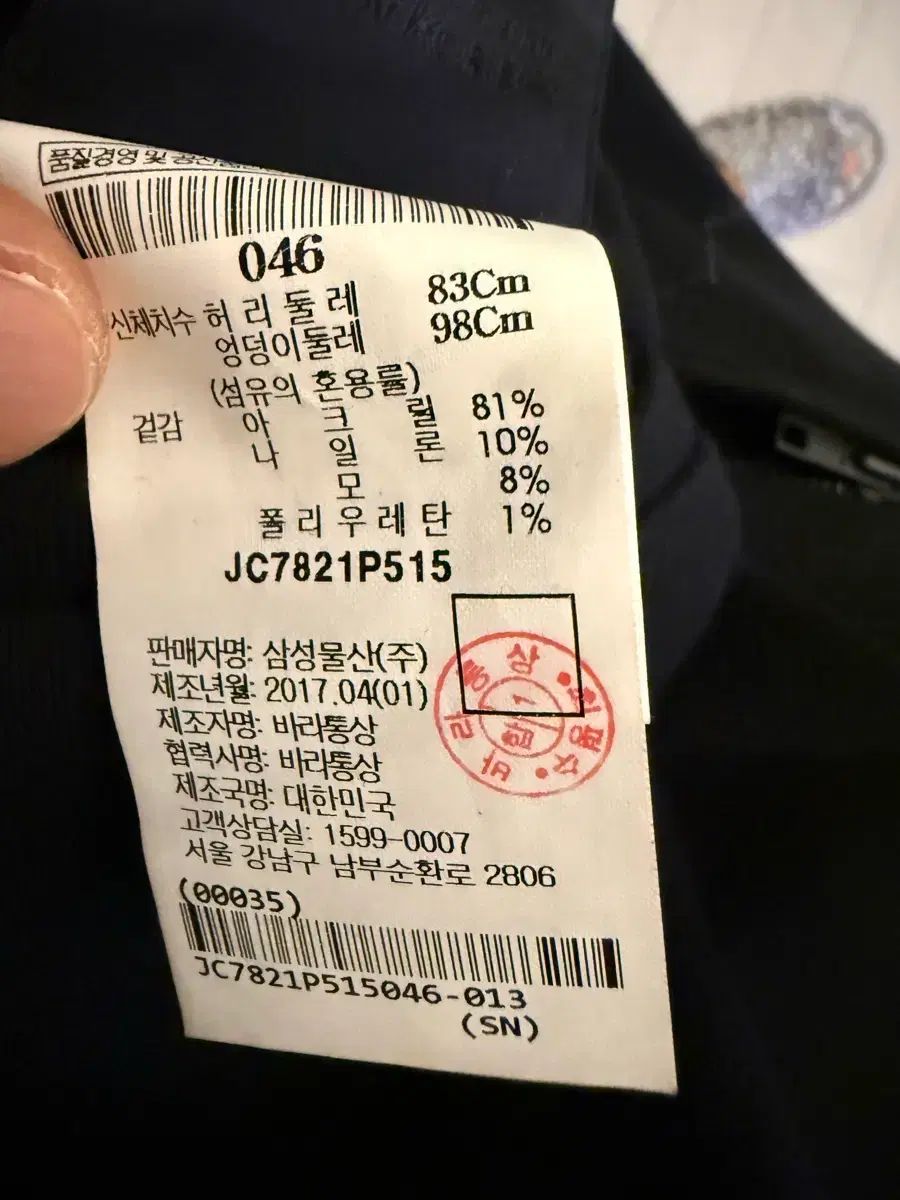 품질경영 및 공산품
046
신체치수 허리둘레 83Cm
엉덩이둘레 98Cm
(섬유의 혼용률)
겉감 아크릴 81%
나일론 10%
모 8%
폴리우레탄 1%
JC7821P515
판매자명: 삼성물산(주)
제조년월: 2017.04(01)
제조자명: 바라통상
협력사명: 바라통상
제조국명: 대한민국
고객상담실: 1599-0007
서울 강남구 남부순환로 2806
(00035)
JC7821P515046-013
(SN)
바라통상